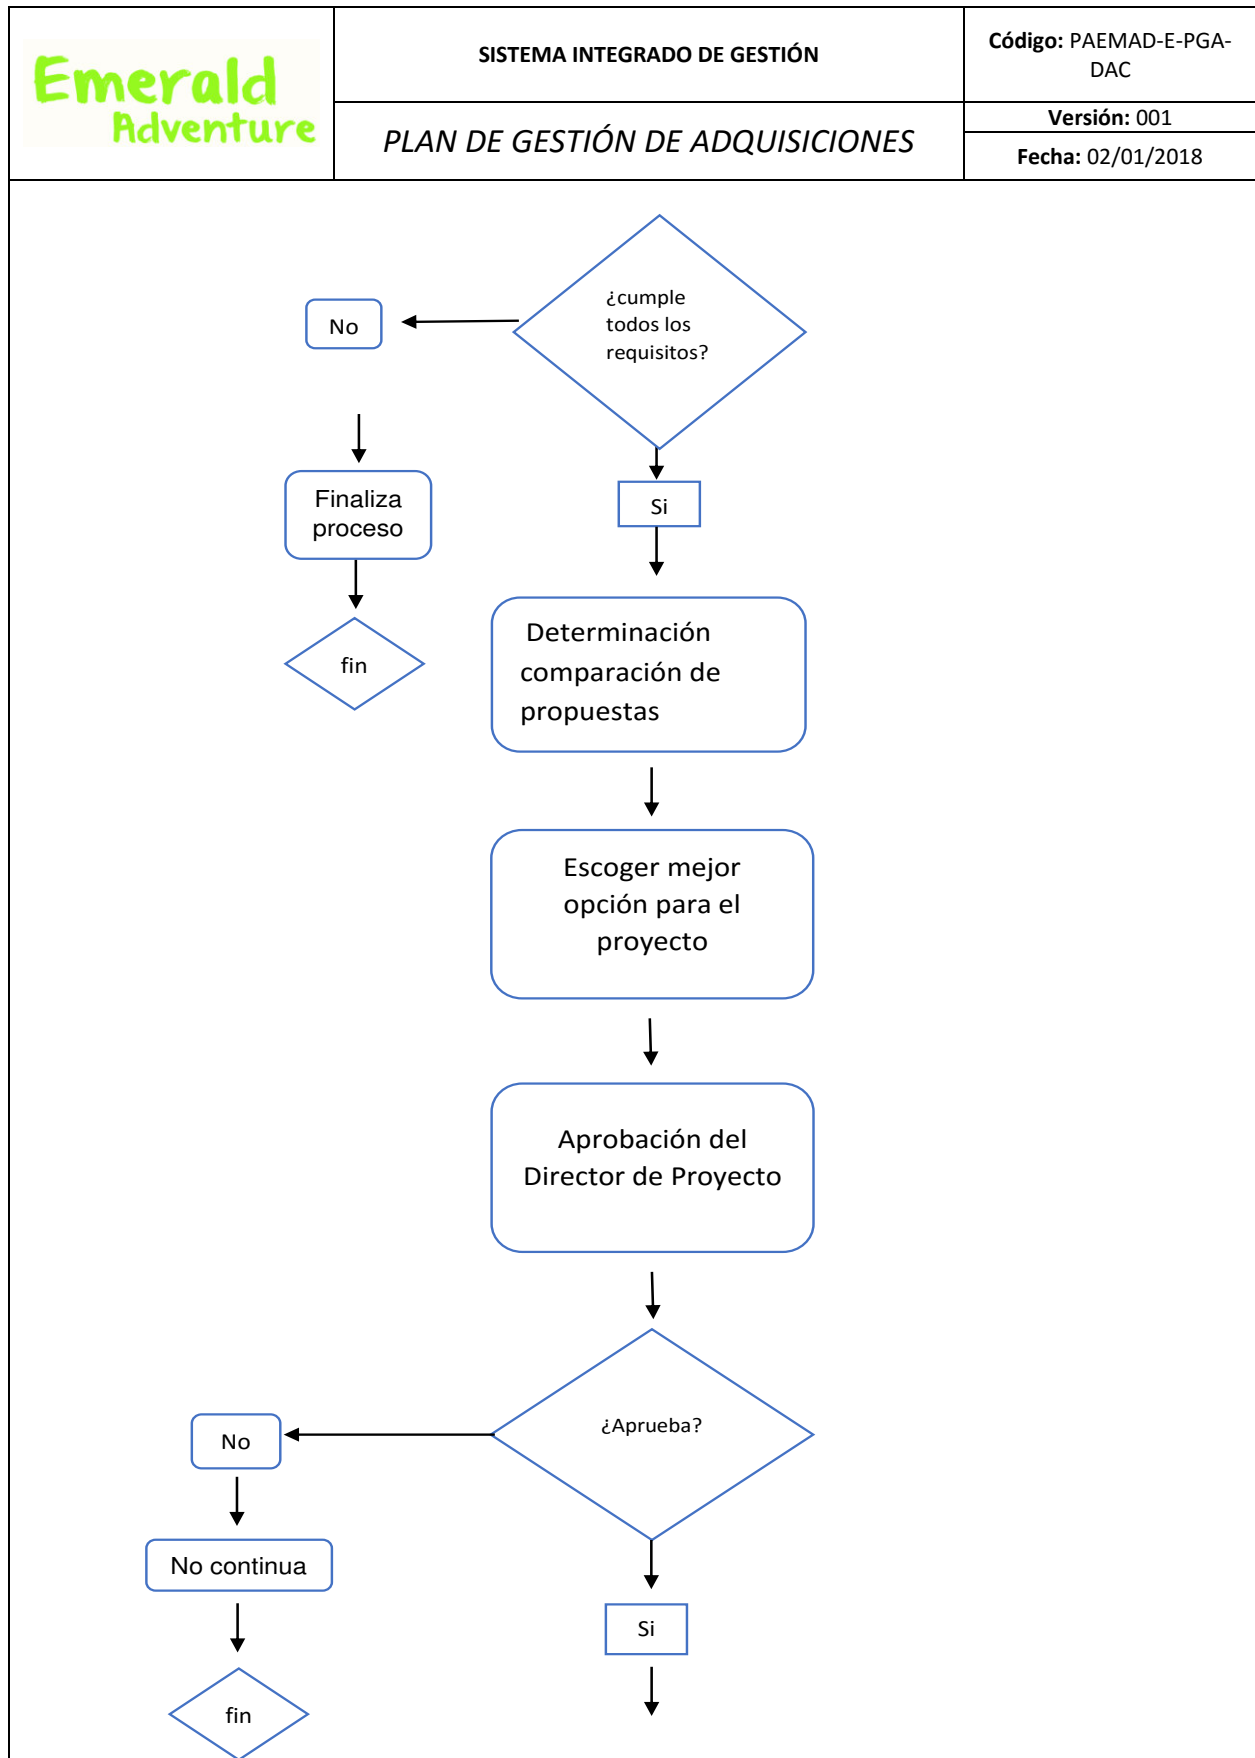 Emerald
Adventure
SISTEMA INTEGRADO DE GESTIÓN
Código: PAEMAD-E-PGA-
DAC
PLAN DE GESTIÓN DE ADQUISICIONES
Versión: 001
Fecha: 02/01/2018
¿cumple
todos los
requisitos?
No
Finaliza
proceso
Si
fin
Determinación
comparación de
propuestas
Escoger mejor
opción para el
proyecto
Aprobación del
Director de Proyecto
¿Aprueba?
No
No continua
Si
fin